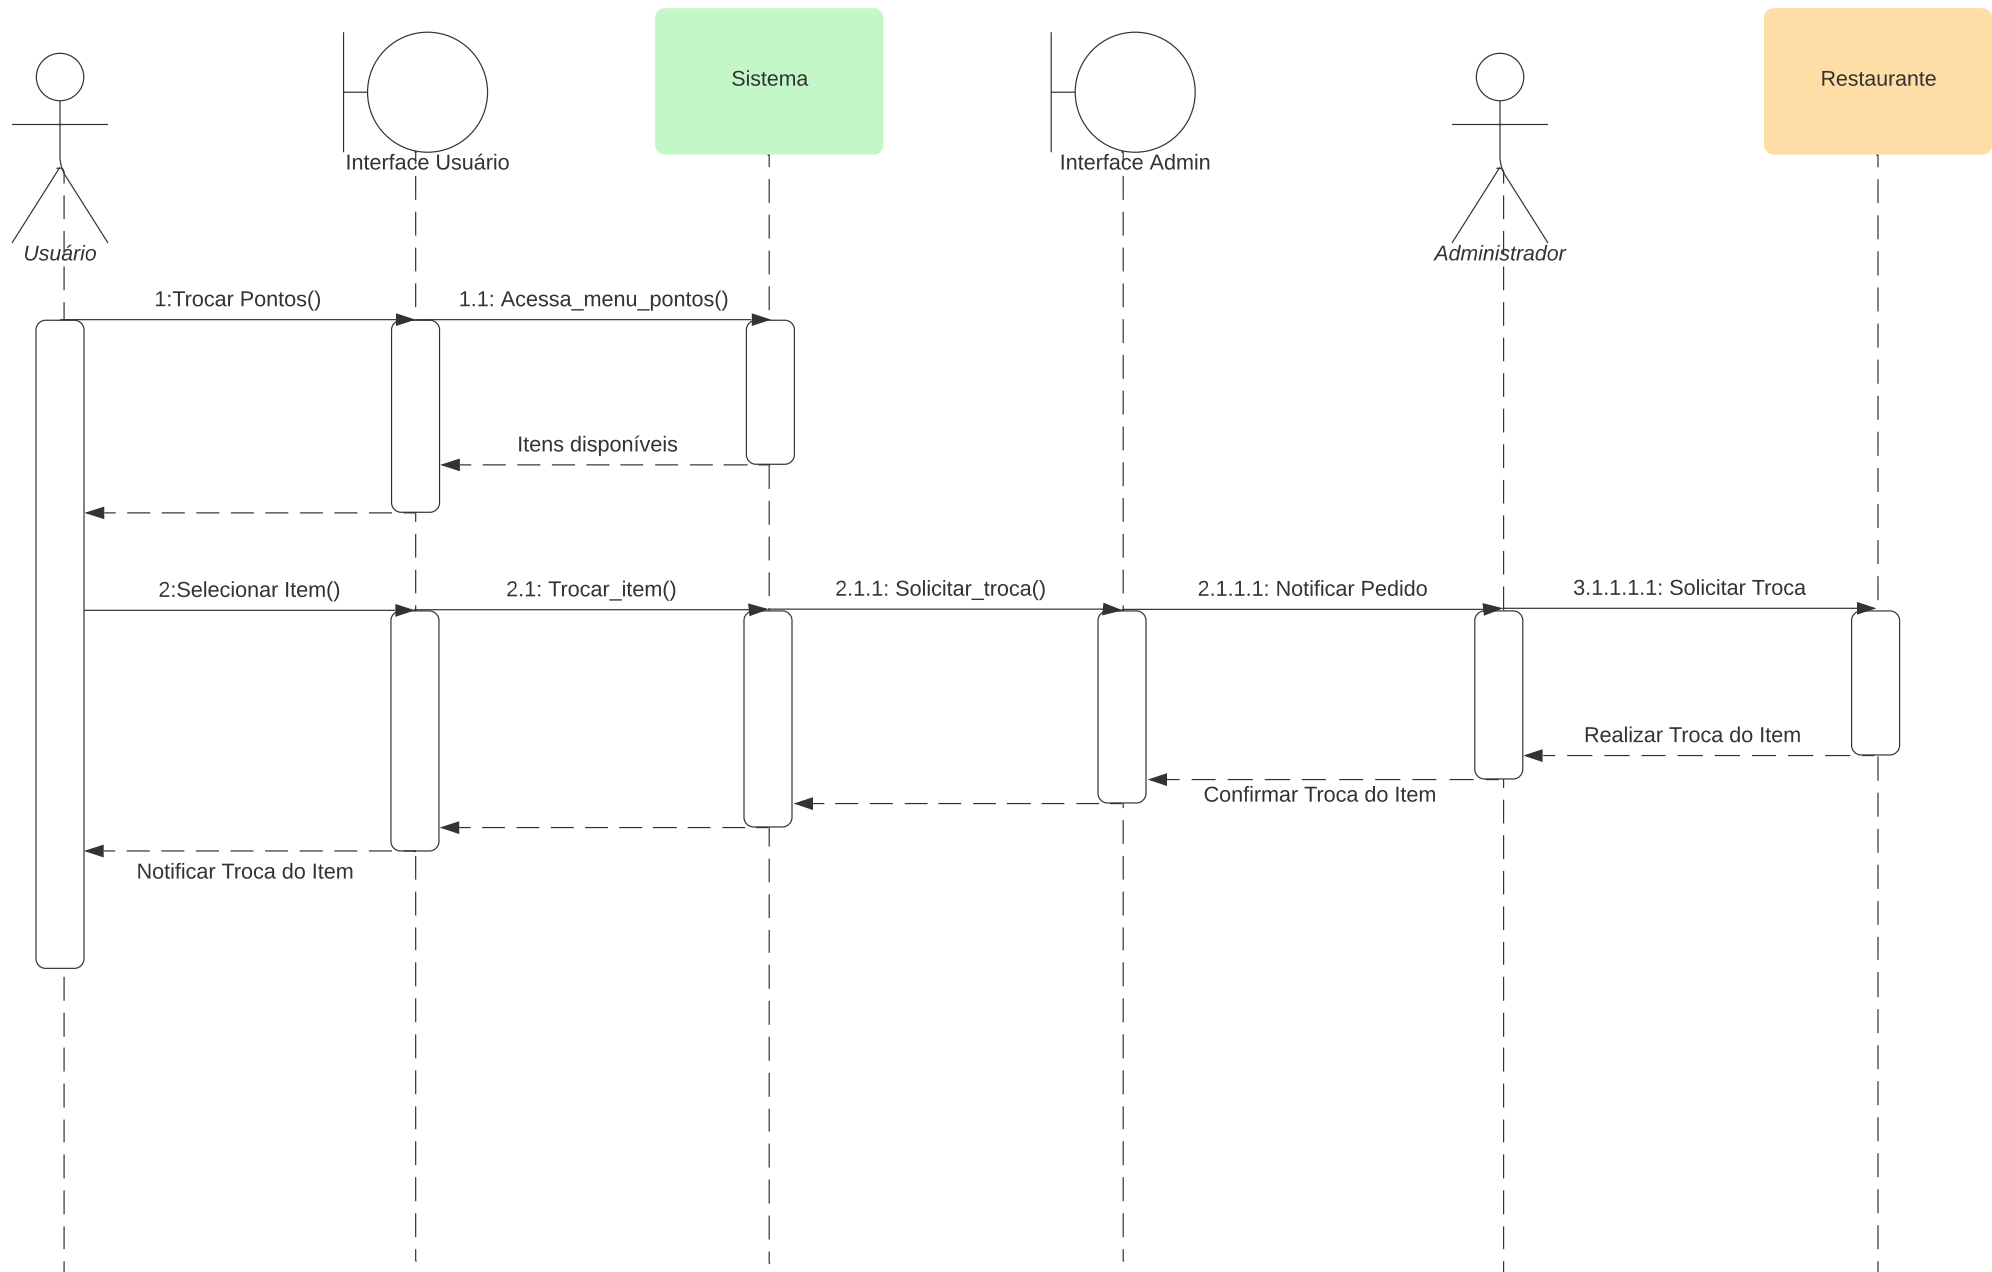 Sistema
Restaurante
Interface Usuário
Interface Admin
Usuário
Administrador
1:Trocar Pontos()
1.1: Acessa_menu_pontos()
Itens disponíveis
2:Selecionar Item()
2.1: Trocar_item()
2.1.1: Solicitar_troca()
2.1.1.1: Notificar Pedido
3.1.1.1.1: Solicitar Troca
Realizar Troca do Item
Confirmar Troca do Item
Notificar Troca do Item